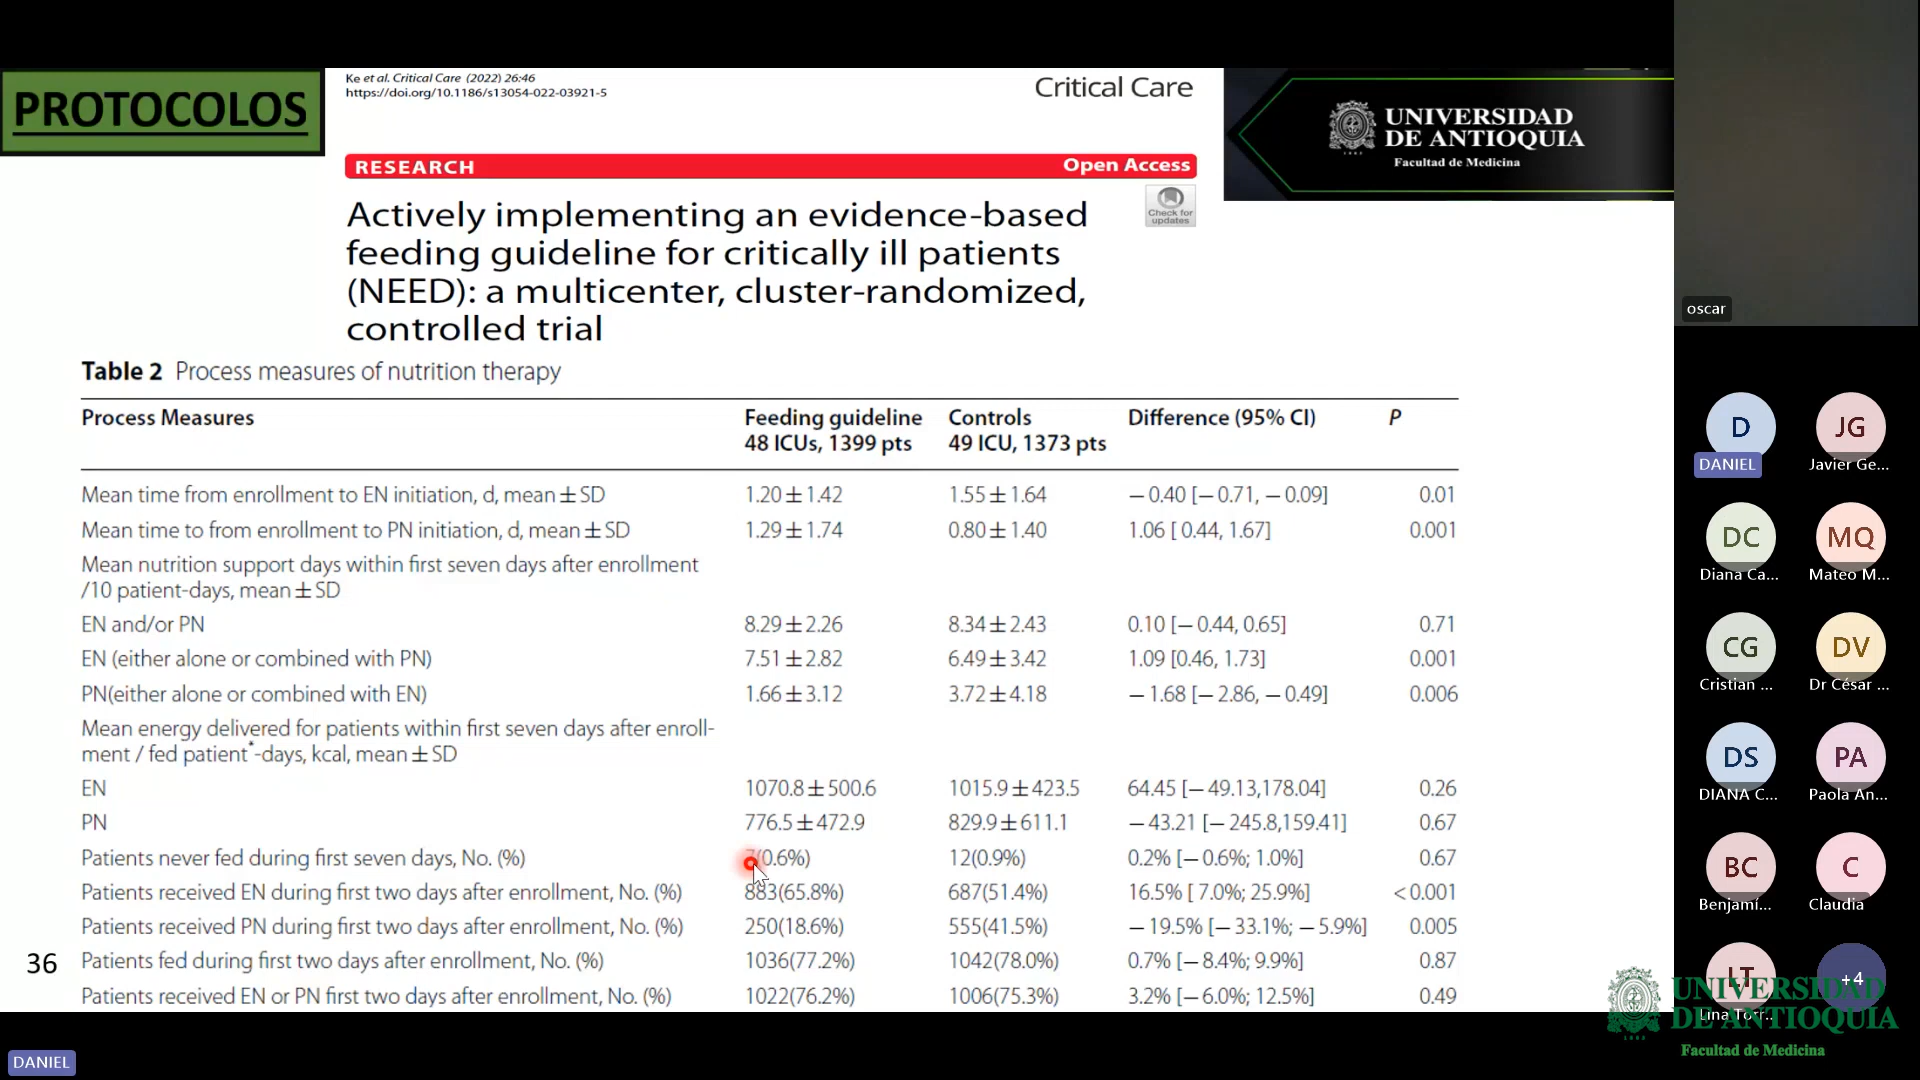 PROTOCOLOS
Ke et al. Critical Care (2022) 26:46
https://doi.org/10.1186/s13054-022-03921-5
Critical Care
UNIVERSIDAD
DE ANTIOQUIA
1803
Facultad de Medicina
RESEARCH Open Access
Check for
updates
Actively implementing an evidence-based
feeding guideline for critically ill patients
(NEED): a multicenter, cluster-randomized,
controlled trial
Table 2 Process measures of nutrition therapy
Process Measures Feeding guideline Controls Difference (95% CI) P
48 ICUs, 1399 pts 49 ICU, 1373 pts
Mean time from enrollment to EN initiation, d, mean ± SD 1.20 ± 1.42 1.55 ± 1.64 − 0.40 [− 0.71, − 0.09] 0.01
Mean time to from enrollment to PN initiation, d, mean ± SD 1.29 ± 1.74 0.80 ± 1.40 1.06 [ 0.44, 1.67] 0.001
Mean nutrition support days within first seven days after enrollment
/10 patient-days, mean ± SD
EN and/or PN 8.29 ± 2.26 8.34 ± 2.43 0.10 [− 0.44, 0.65] 0.71
EN (either alone or combined with PN) 7.51 ± 2.82 6.49 ± 3.42 1.09 [0.46, 1.73] 0.001
PN(either alone or combined with EN) 1.66 ± 3.12 3.72 ± 4.18 − 1.68 [− 2.86, − 0.49] 0.006
Mean energy delivered for patients within first seven days after enroll-
ment / fed patient*-days, kcal, mean ± SD
EN 1070.8 ± 500.6 1015.9 ± 423.5 64.45 [− 49.13,178.04] 0.26
PN 776.5 ± 472.9 829.9 ± 611.1 − 43.21 [− 245.8,159.41] 0.67
Patients never fed during first seven days, No. (%) (0.6%) 12(0.9%) 0.2% [− 0.6%; 1.0%] 0.67
Patients received EN during first two days after enrollment, No. (%) 883(65.8%) 687(51.4%) 16.5% [ 7.0%; 25.9%] < 0.001
Patients received PN during first two days after enrollment, No. (%) 250(18.6%) 555(41.5%) − 19.5% [− 33.1%; − 5.9%] 0.005
Patients fed during first two days after enrollment, No. (%) 1036(77.2%) 1042(78.0%) 0.7% [− 8.4%; 9.9%] 0.87
Patients received EN or PN first two days after enrollment, No. (%) 1022(76.2%) 1006(75.3%) 3.2% [− 6.0%; 12.5%] 0.49
36
oscar
D JG
DANIEL Javier Ge...
DC MQ
Diana Ca... Mateo M...
CG DV
Cristian ... Dr César ...
DS PA
DIANA C... Paola An...
BC C
Benjamí... Claudia
LT +4
Lina Torr...
UNIVERSIDAD
DE ANTIOQUIA
Facultad de Medicina
DANIEL